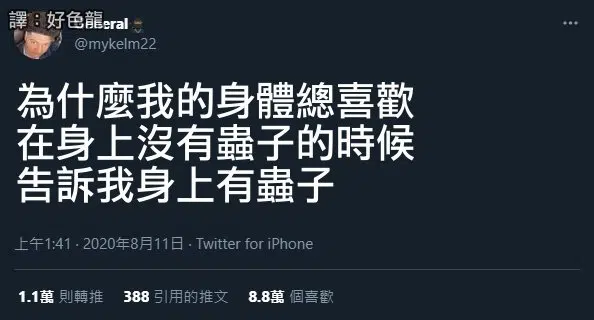 譯：好色龍
General
@mykelm22
為什麼我的身體總喜歡
在身上沒有蟲子的時候
告訴我身上有蟲子
上午1:41 · 2020年8月11日 · Twitter for iPhone
1.1萬 則轉推 388 引用的推文 8.8萬 個喜歡